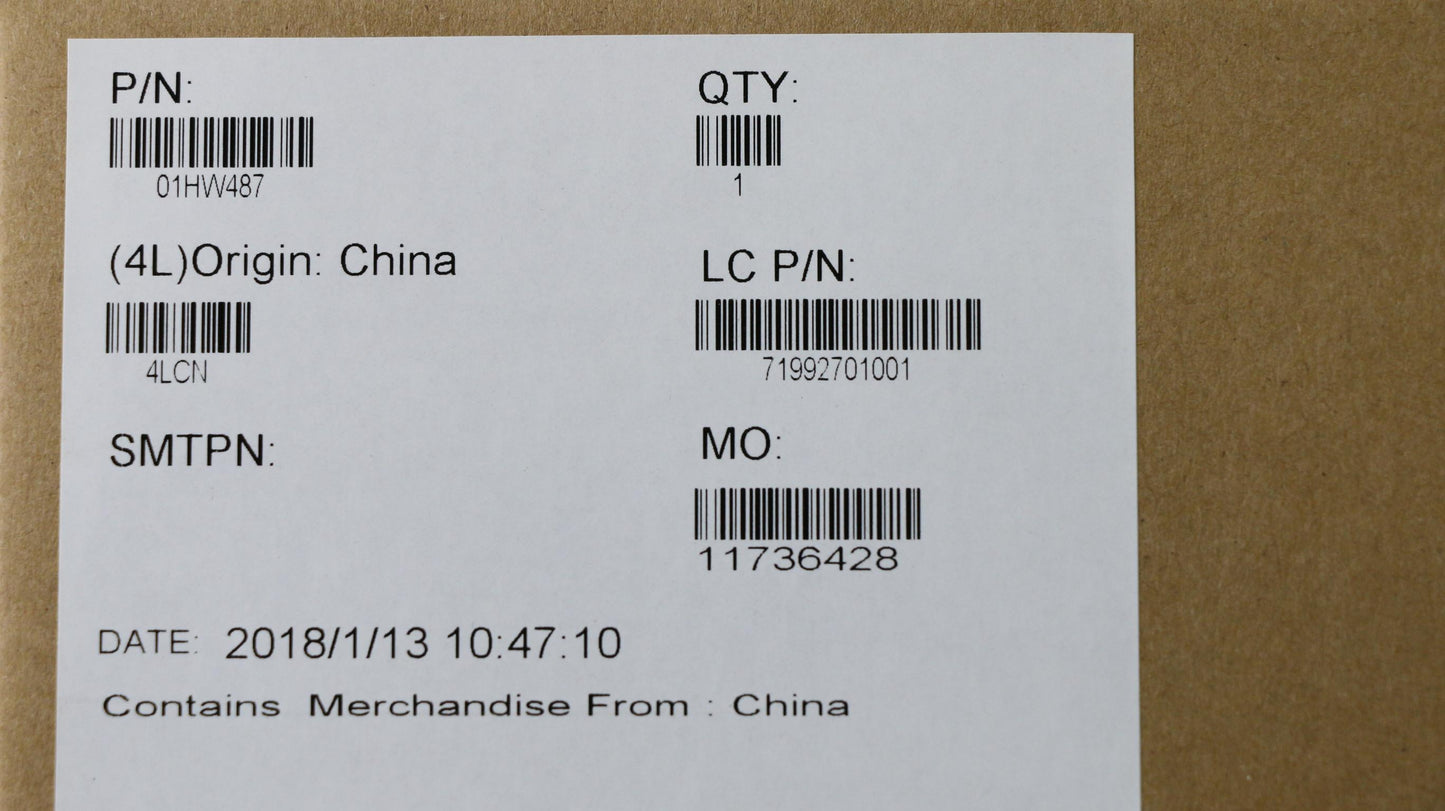 P/N:
01HW487
QTY:
1
(4L)Origin: China
4LCN
LC P/N:
71992701001
SMTPN:
MO:
11736428
DATE: 2018/1/13 10:47:10
Contains Merchandise From : China